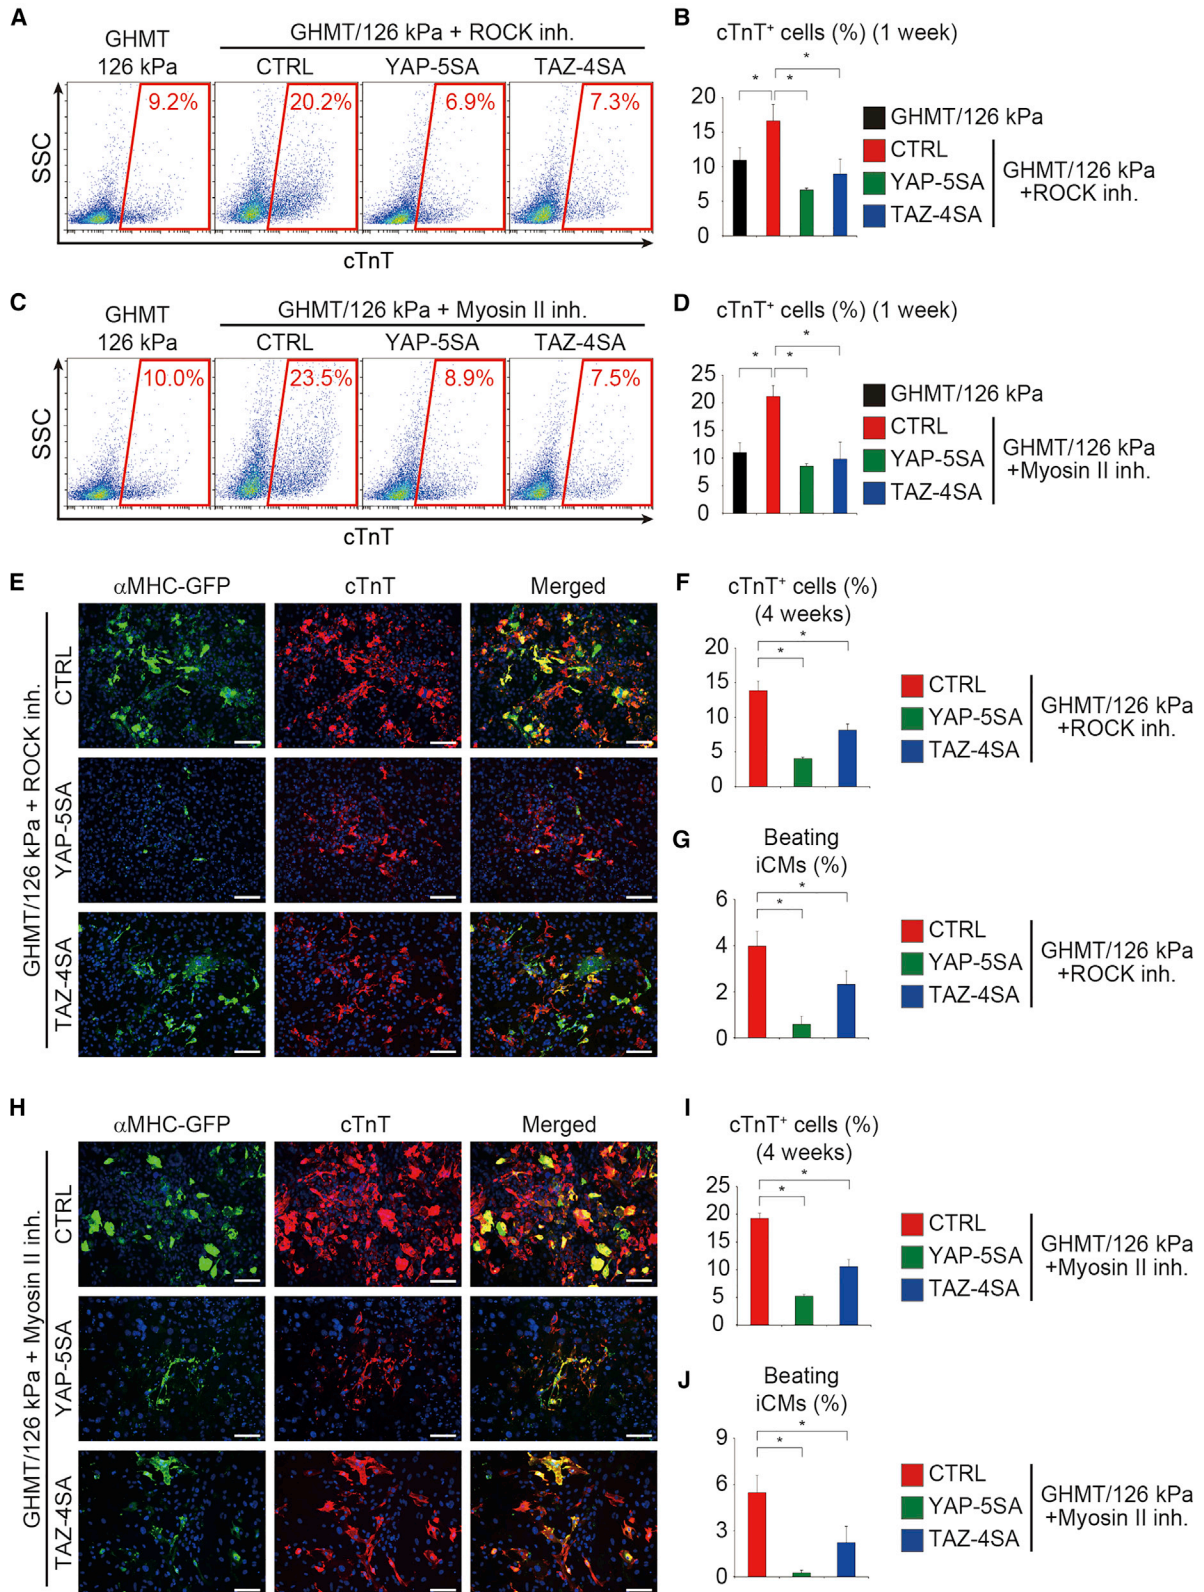 A
GHMT
126 kPa
GHMT/126 kPa + ROCK inh.
CTRL
YAP-5SA
TAZ-4SA
9.2%
20.2%
6.9%
7.3%
SSC
cTnT
B
cTnT+ cells (%) (1 week)
*
* *
20
15
10
5
0
GHMT/126 kPa
CTRL
YAP-5SA
TAZ-4SA
GHMT/126 kPa
+ROCK inh.
C
GHMT
126 kPa
GHMT/126 kPa + Myosin II inh.
CTRL
YAP-5SA
TAZ-4SA
10.0%
23.5%
8.9%
7.5%
SSC
cTnT
D
cTnT+ cells (%) (1 week)
*
* *
25
20
15
10
5
0
GHMT/126 kPa
CTRL
YAP-5SA
TAZ-4SA
GHMT/126 kPa
+Myosin II inh.
E
αMHC-GFP
cTnT
Merged
GHMT/126 kPa + ROCK inh.
CTRL
YAP-5SA
TAZ-4SA
F
cTnT+ cells (%)
(4 weeks)
*
*
20
15
10
5
0
CTRL
YAP-5SA
TAZ-4SA
GHMT/126 kPa
+ROCK inh.
G
Beating
iCMs (%)
*
*
6
4
2
0
CTRL
YAP-5SA
TAZ-4SA
GHMT/126 kPa
+ROCK inh.
H
αMHC-GFP
cTnT
Merged
GHMT/126 kPa + Myosin II inh.
CTRL
YAP-5SA
TAZ-4SA
I
cTnT+ cells (%)
(4 weeks)
*
*
25
20
15
10
5
0
CTRL
YAP-5SA
TAZ-4SA
GHMT/126 kPa
+Myosin II inh.
J
Beating
iCMs (%)
*
*
9
6
3
0
CTRL
YAP-5SA
TAZ-4SA
GHMT/126 kPa
+Myosin II inh.